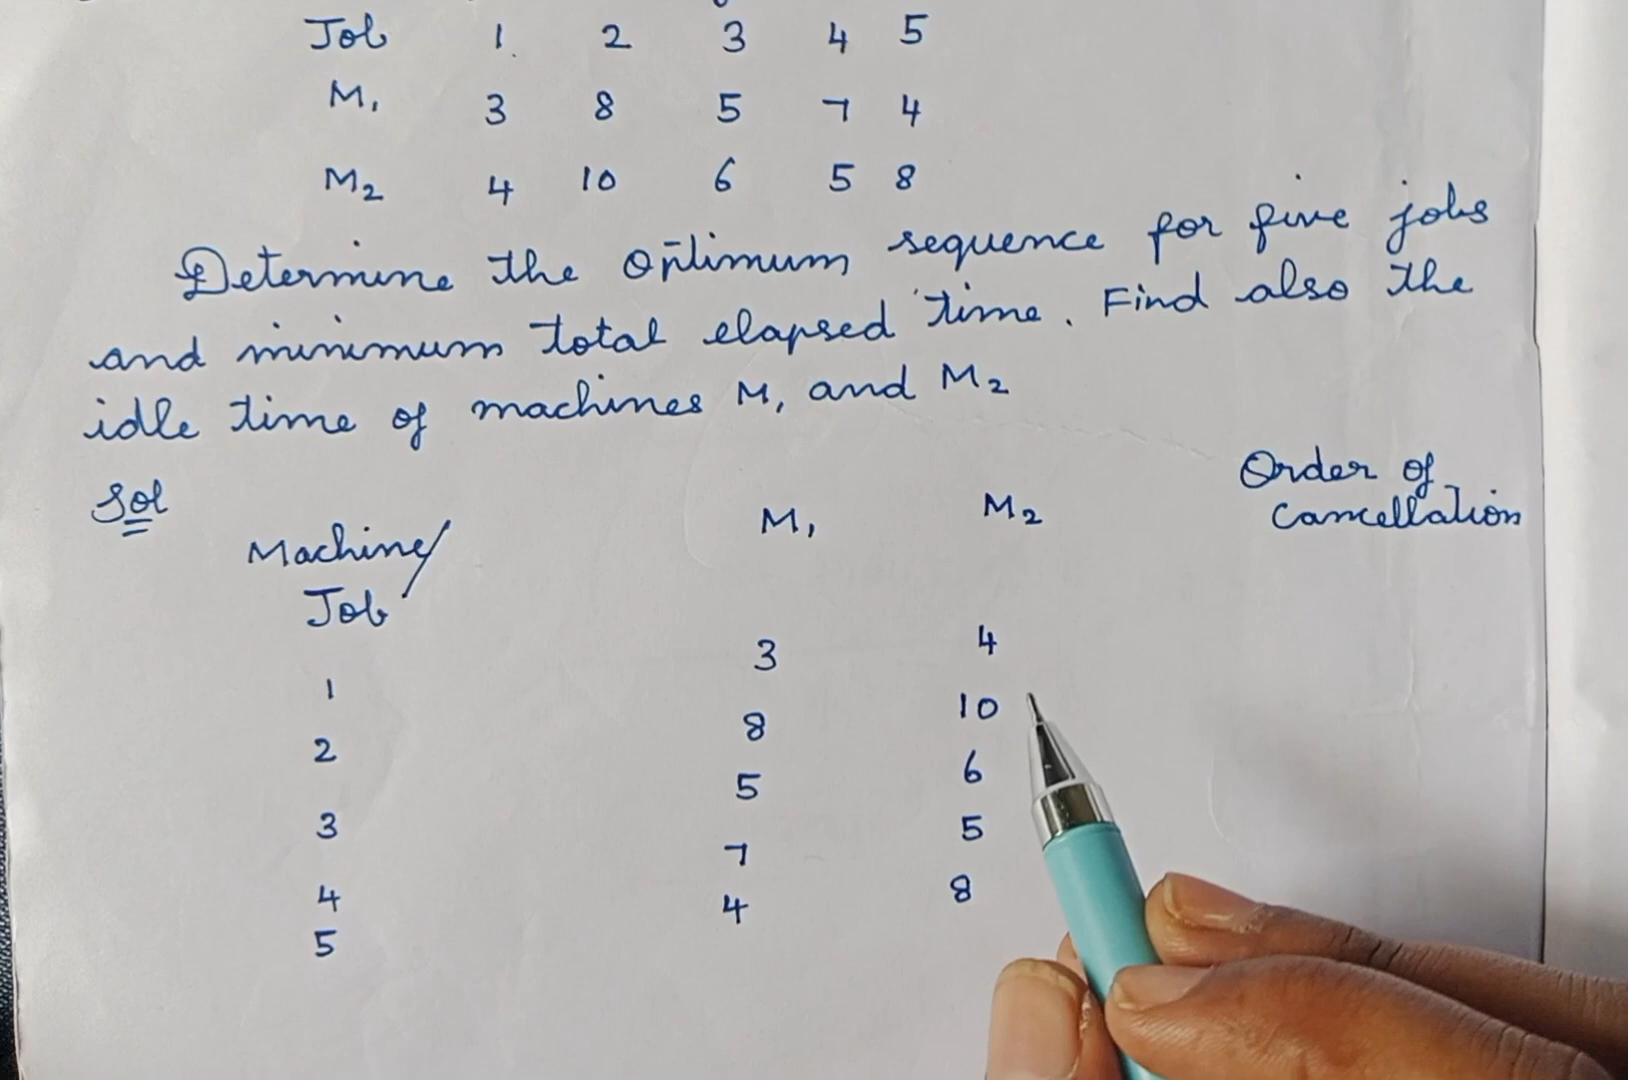 Job 1 2 3 4 5
M1 3 8 5 7 4
M2 4 10 6 5 8
Determine the optimum sequence for five jobs
and minimum total elapsed time. Find also the
idle time of machines M1 and M2
Sol
Machine/ M1 M2 Order of
Job cancellation
1 3 4
2 8 10
3 5 6
4 7 5
5 4 8